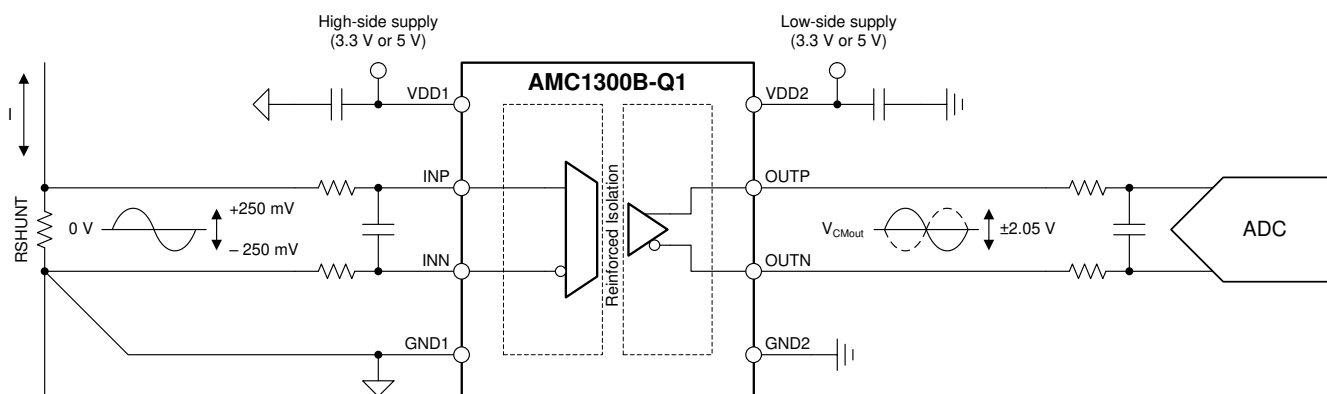 High-side supply
(3.3 V or 5 V)
Low-side supply
(3.3 V or 5 V)
AMC1300B-Q1
VDD1
VDD2
I
Reinforced Isolation
INP
OUTP
RSHUNT
0 V
+250 mV
– 250 mV
VCMout
±2.05 V
ADC
INN
OUTN
GND1
GND2